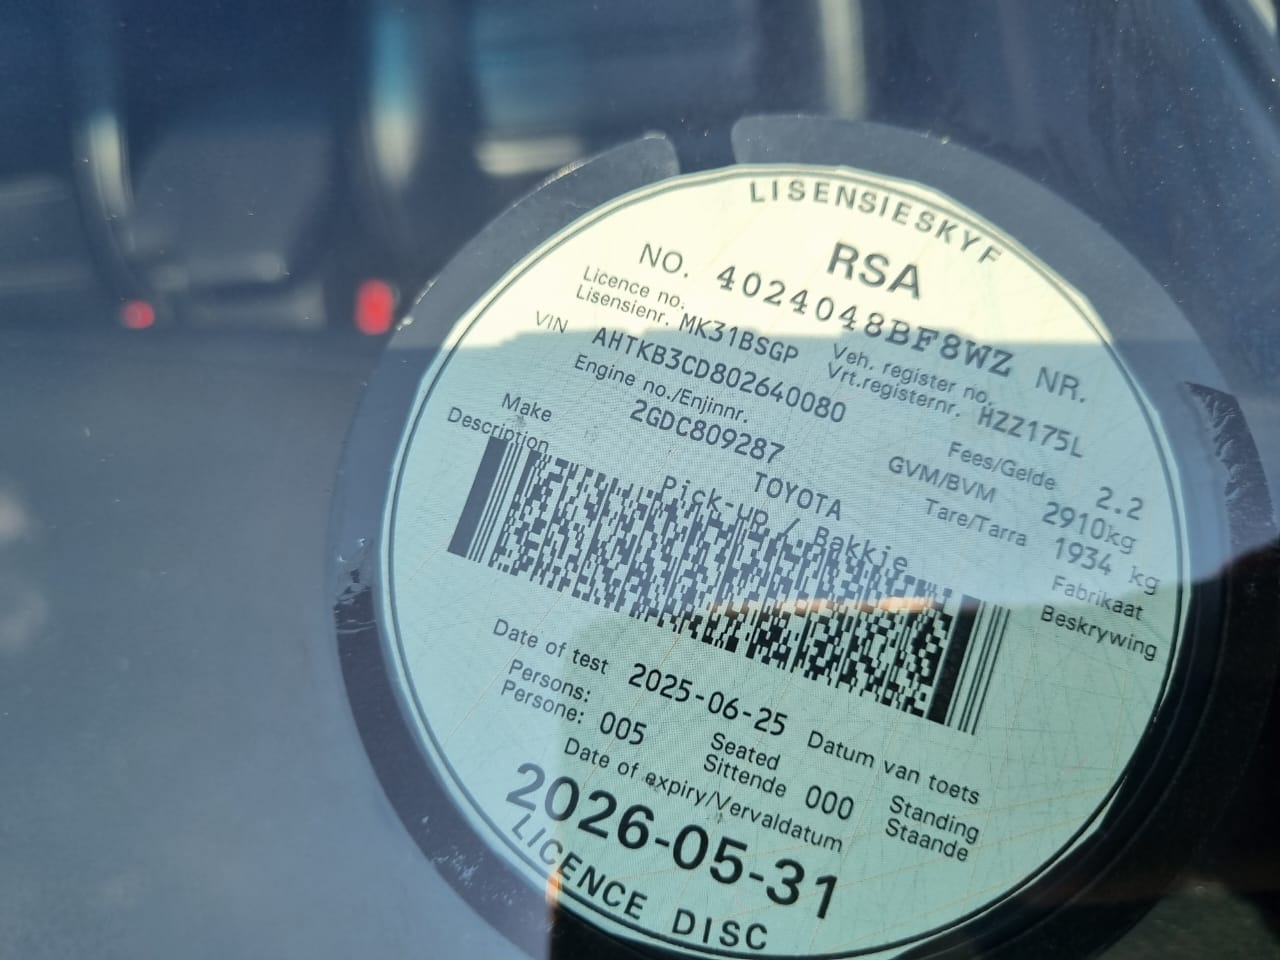 LISENSIESKYF
RSA
NO. 4024048BF8WZ NR.
Licence no. Veh. register no.
Lisensienr. MK31BSGP Vrt.registernr. HZZ175L
VIN AHTKB3CD802640080 Fees/Gelde 2.2
Engine no./Enjinnr. GVM/BVM 2910kg
2GDC809287 Tare/Tarra 1934 kg
Make TOYOTA Fabrikaat
Description Pick-up / Bakkie Beskrywing
Date of test 2025-06-25 Datum van toets
Persons: Seated Standing
Persone: 005 Sittende 000 Staande
Date of expiry/Vervaldatum
2026-05-31
LICENCE DISC